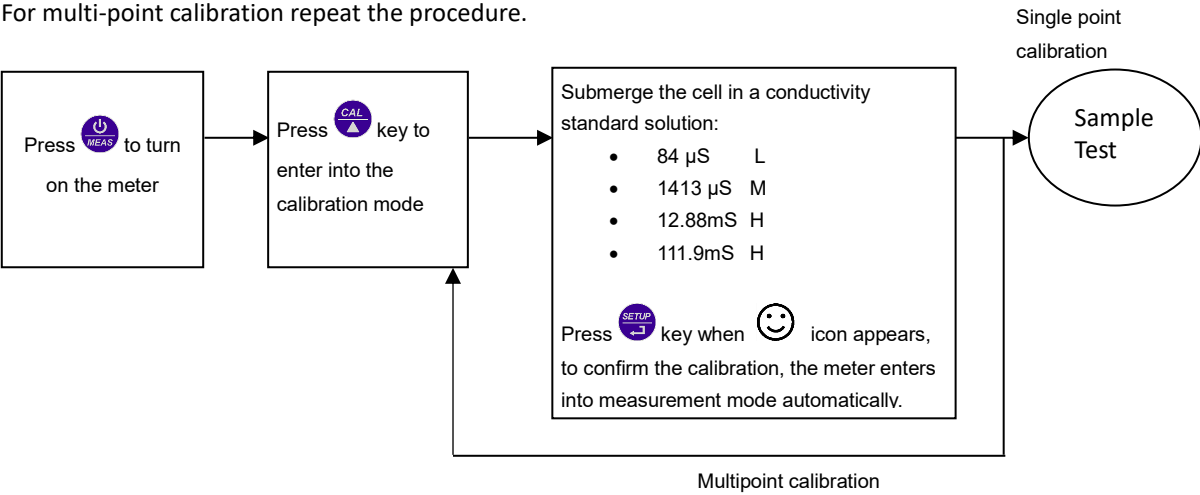 For multi-point calibration repeat the procedure.
Single point
calibration
Press MEAS to turn
on the meter
Press CAL key to
enter into the
calibration mode
Submerge the cell in a conductivity
standard solution:
• 84 µS L
• 1413 µS M
• 12.88mS H
• 111.9mS H
Press SETUP key when icon appears,
to confirm the calibration, the meter enters
into measurement mode automatically.
Sample
Test
Multipoint calibration